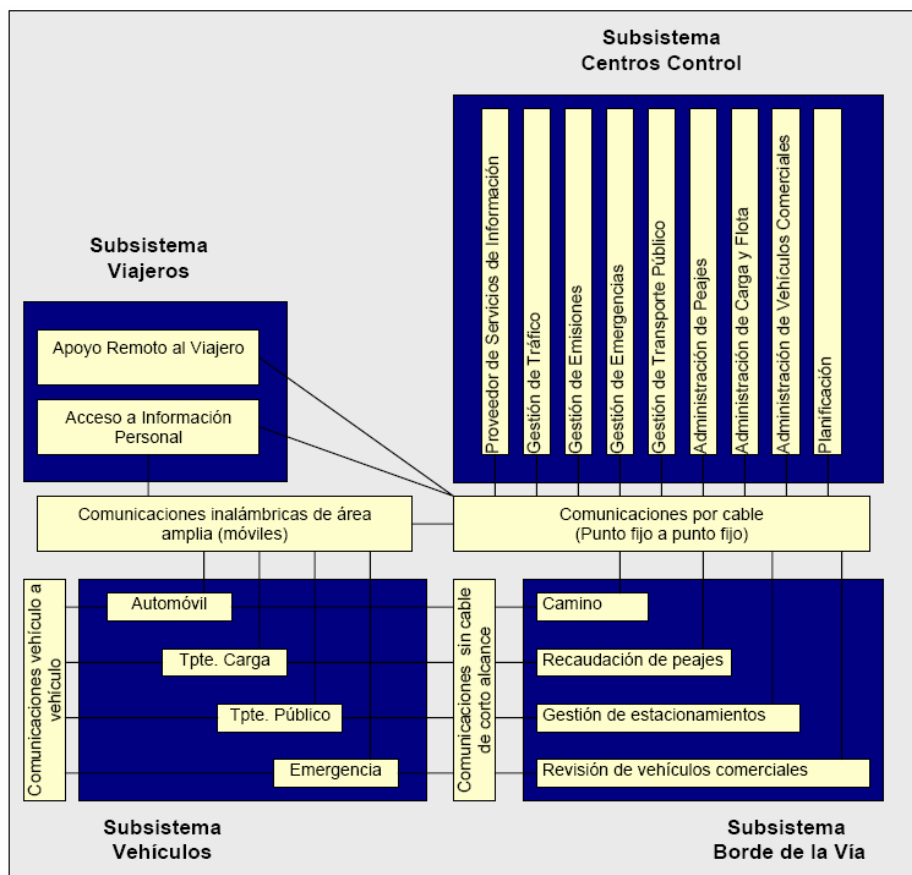 Subsistema
Centros Control
Proveedor de Servicios de Información
Gestión de Tráfico
Gestión de Emisiones
Gestión de Emergencias
Gestión de Transporte Público
Administración de Peajes
Administración de Carga y Flota
Administración de Vehículos Comerciales
Planificación
Subsistema
Viajeros
Apoyo Remoto al Viajero
Acceso a Información
Personal
Comunicaciones inalámbricas de área
amplia (móviles)
Comunicaciones por cable
(Punto fijo a punto fijo)
Comunicaciones vehículo a
vehículo
Automóvil
Tpte. Carga
Tpte. Público
Emergencia
Comunicaciones sin cable
de corto alcance
Camino
Recaudación de peajes
Gestión de estacionamientos
Revisión de vehículos comerciales
Subsistema
Vehículos
Subsistema
Borde de la Vía